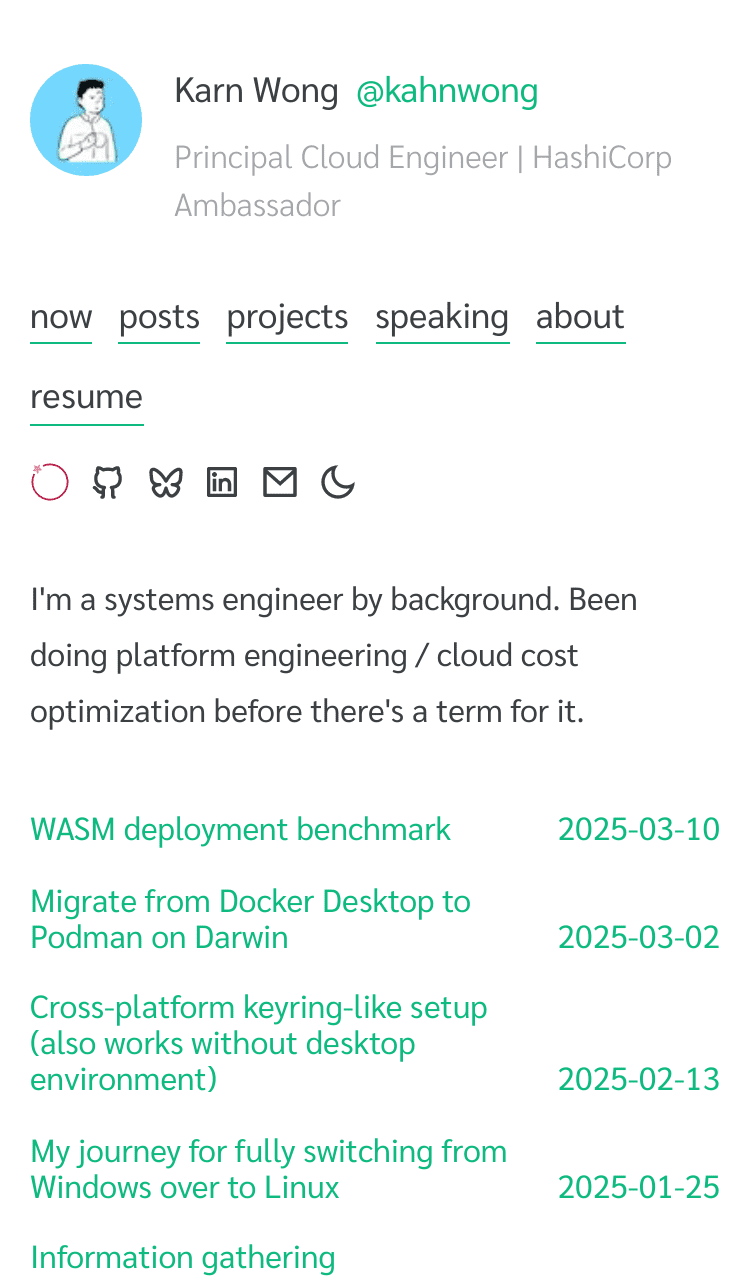 Karn Wong @kahnwong
Principal Cloud Engineer | HashiCorp
Ambassador
now posts projects speaking about
resume
I'm a systems engineer by background. Been
doing platform engineering / cloud cost
optimization before there's a term for it.
WASM deployment benchmark 2025-03-10
Migrate from Docker Desktop to
Podman on Darwin 2025-03-02
Cross-platform keyring-like setup
(also works without desktop
environment) 2025-02-13
My journey for fully switching from
Windows over to Linux 2025-01-25
Information gathering